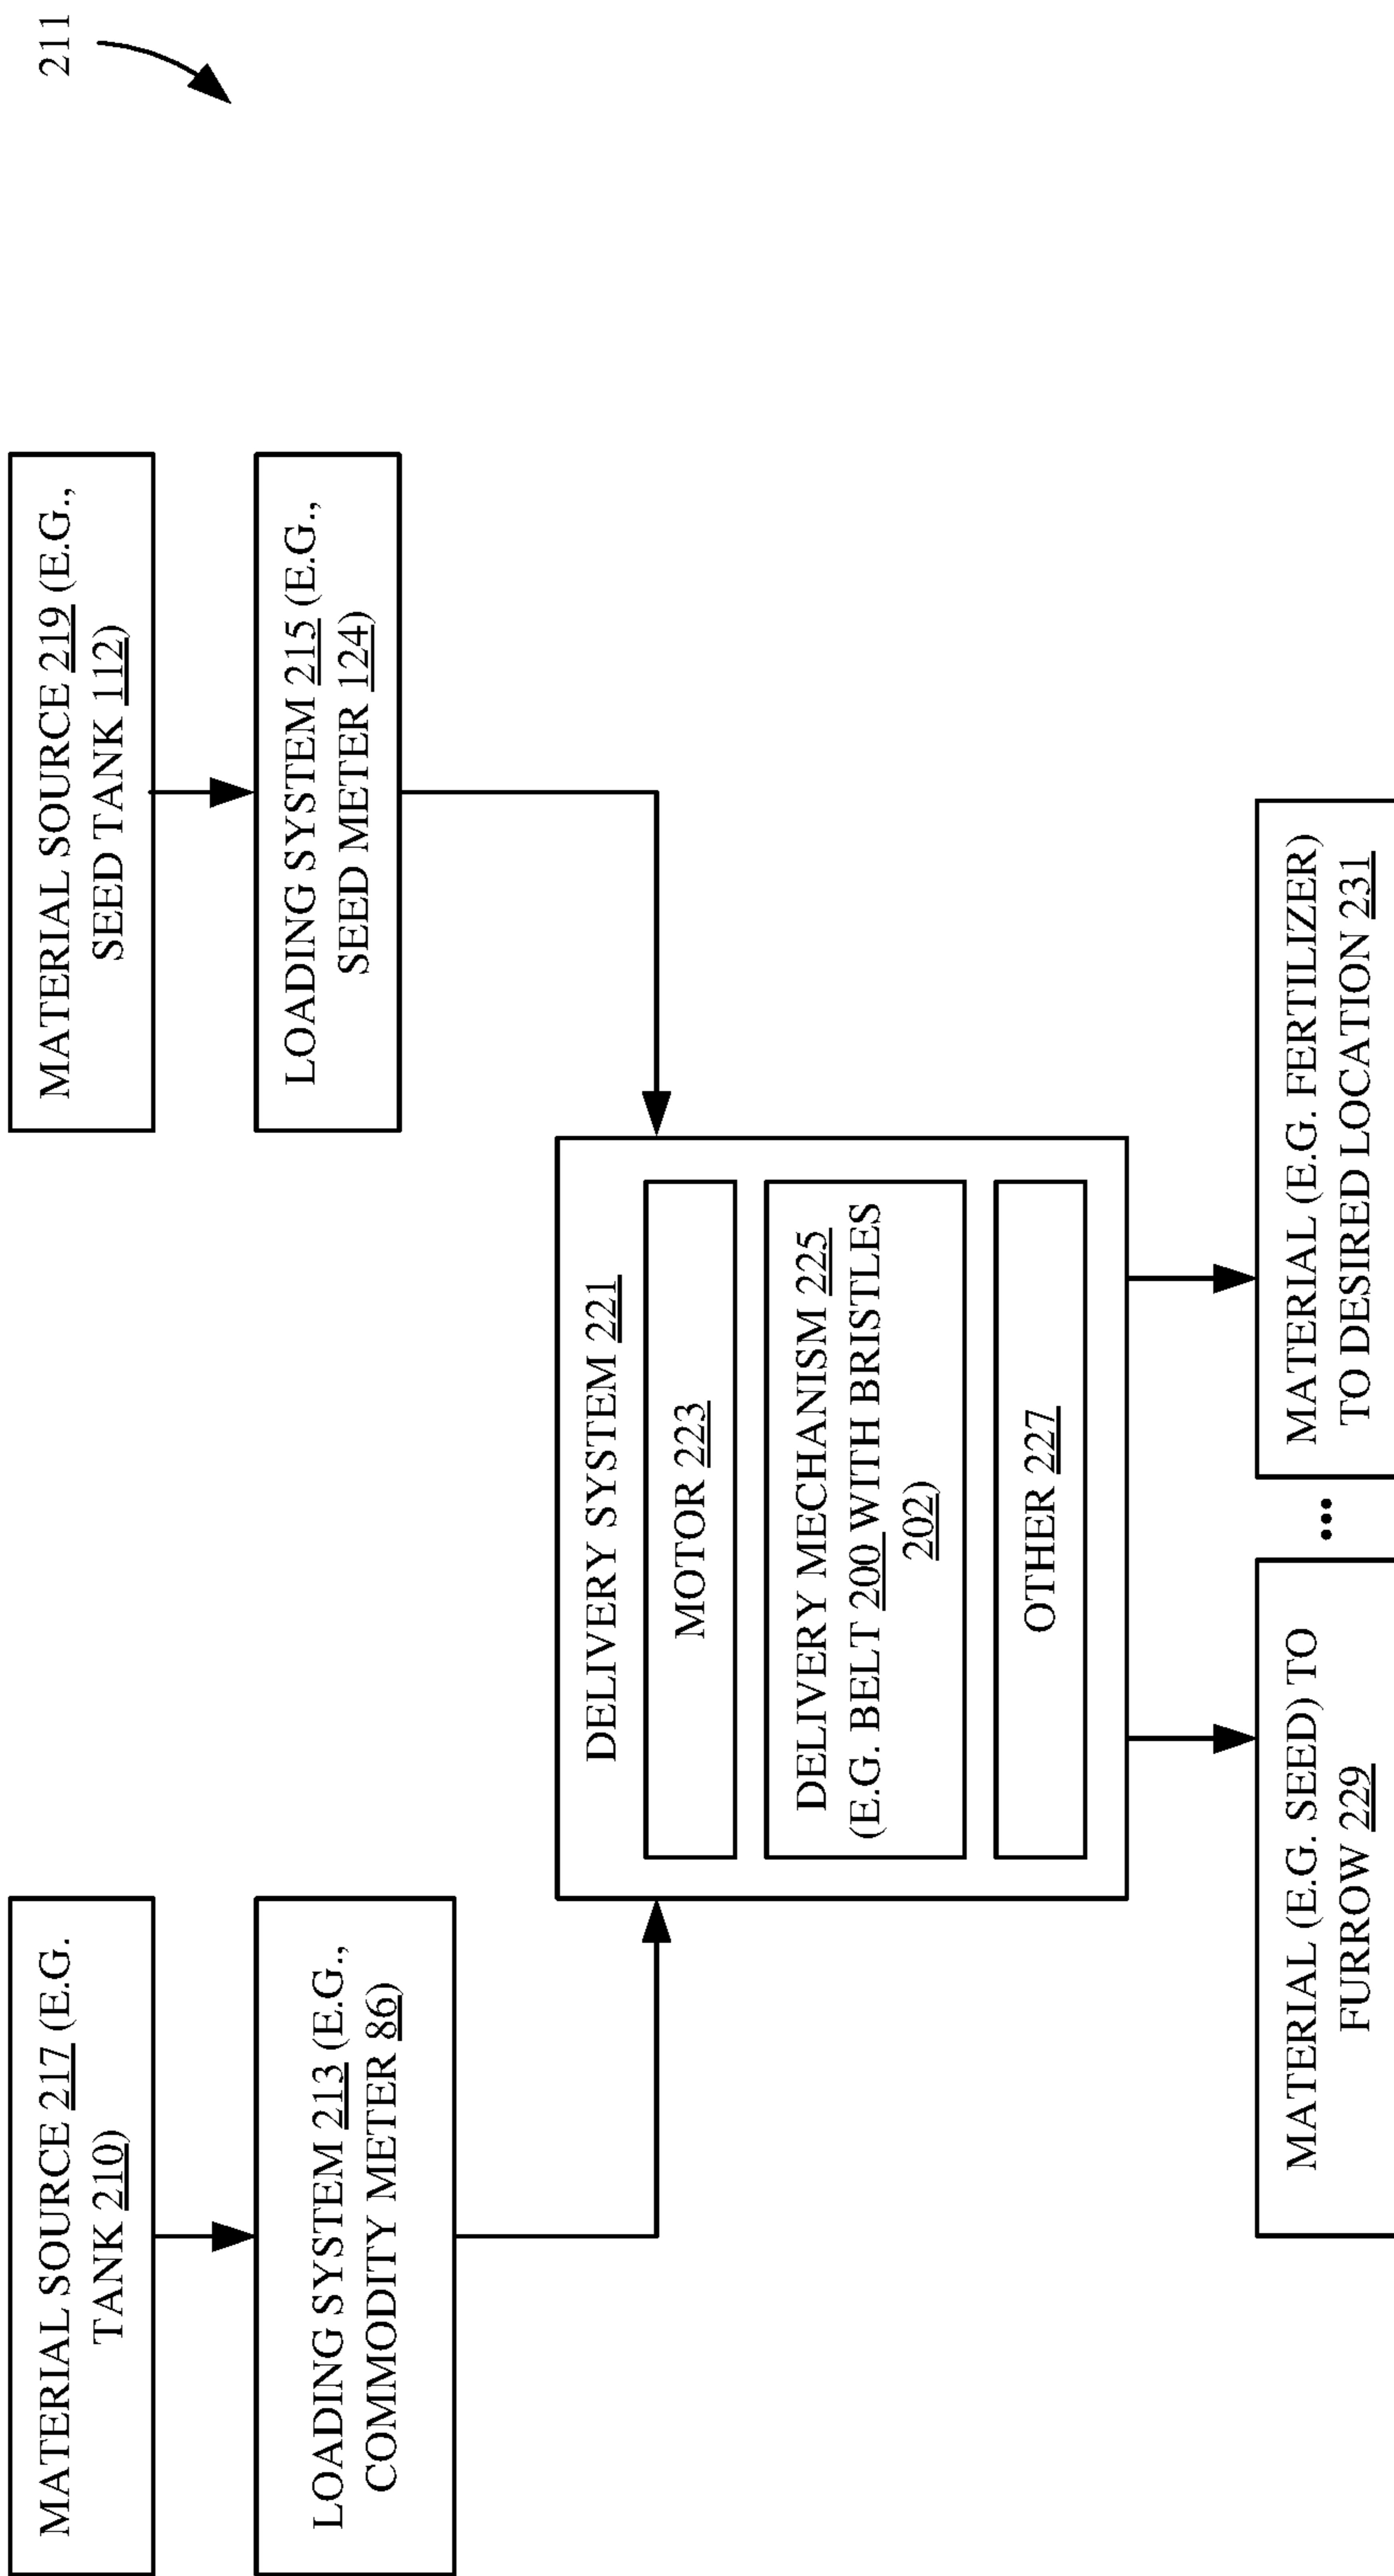 211
MATERIAL SOURCE 217 (E.G.
TANK 210)
MATERIAL SOURCE 219 (E.G.,
SEED TANK 112)
LOADING SYSTEM 213 (E.G.,
COMMODITY METER 86)
LOADING SYSTEM 215 (E.G.,
SEED METER 124)
DELIVERY SYSTEM 221
MOTOR 223
DELIVERY MECHANISM 225
(E.G. BELT 200 WITH BRISTLES
202)
OTHER 227
MATERIAL (E.G. SEED) TO
FURROW 229
...
MATERIAL (E.G. FERTILIZER)
TO DESIRED LOCATION 231